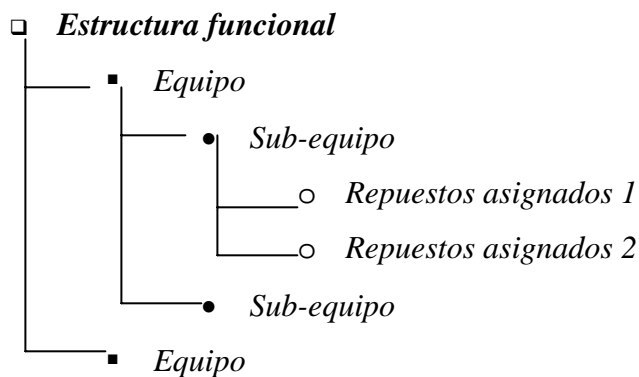 Estructura funcional
Equipo
Sub-equipo
Repuestos asignados 1
Repuestos asignados 2
Sub-equipo
Equipo